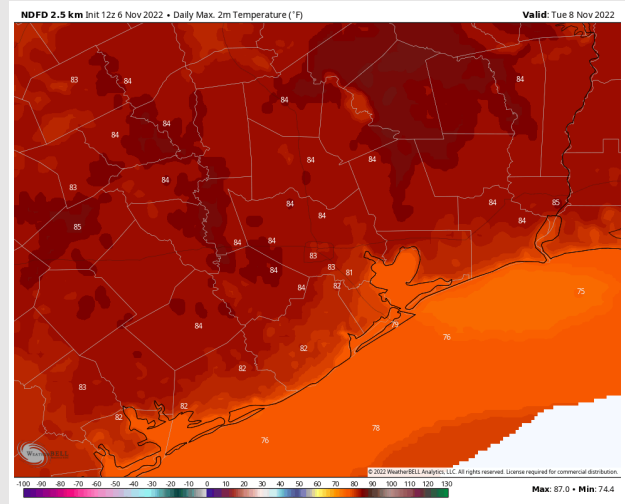 NDFD 2.5 km Init 12z 6 Nov 2022 • Daily Max. 2m Temperature (°F) Valid: Tue 8 Nov 2022
83 84 84
84
84 84
84 84
84
83
84 84 85
84 84
85
84 84
83
84 83 81
84 82
75
84 79
76
82
82
83
82 82
78
76
WEATHERBELL
© 2022 WeatherBELL Analytics, LLC. All rights reserved. License required for commercial distribution.
-100 -90 -80 -70 -60 -50 -40 -30 -20 -10 0 10 20 30 40 50 60 70 80 90 100 110 120 130
Max: 87.0 • Min: 74.4